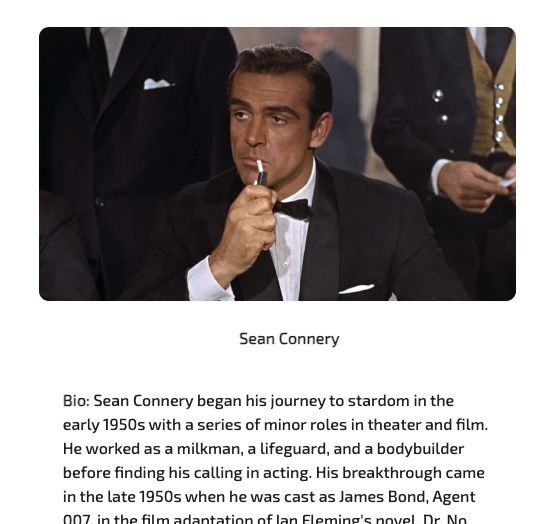 Sean Connery
Bio: Sean Connery began his journey to stardom in the
early 1950s with a series of minor roles in theater and film.
He worked as a milkman, a lifeguard, and a bodybuilder
before finding his calling in acting. His breakthrough came
in the late 1950s when he was cast as James Bond, Agent
007, in the film adaptation of Ian Fleming's novel, Dr. No